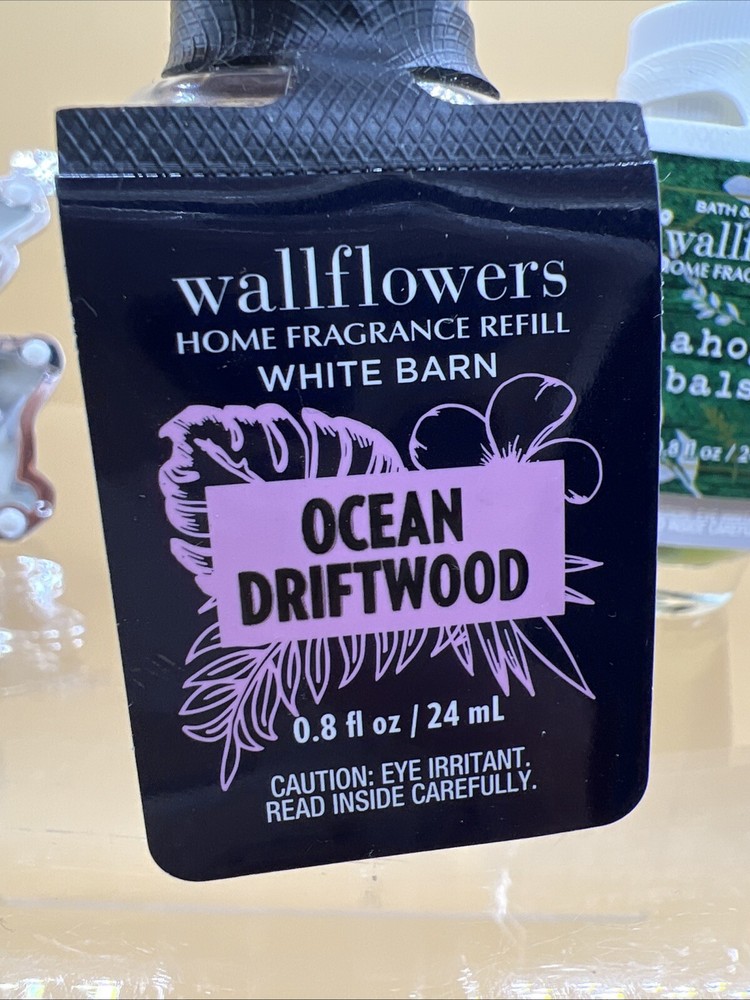 wallflowers
HOME FRAGRANCE REFILL
WHITE BARN
OCEAN
DRIFTWOOD
0.8 fl oz / 24 mL
CAUTION: EYE IRRITANT.
READ INSIDE CAREFULLY.
BATH &